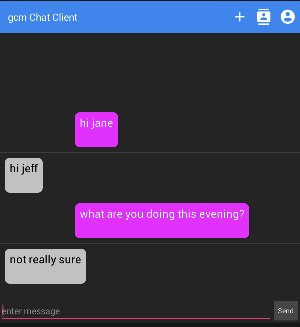 gcm Chat Client
hi jane
hi jeff
what are you doing this evening?
not really sure
enter message
Send